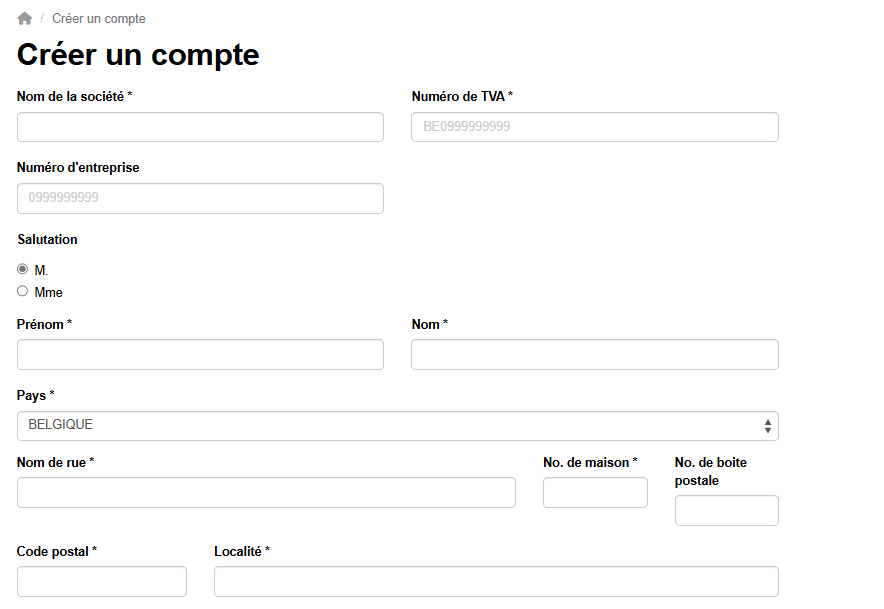 / Créer un compte
Créer un compte
Nom de la société *
Numéro de TVA *
BE0999999999
Numéro d'entreprise
0999999999
Salutation
M.
Mme
Prénom *
Nom *
Pays *
BELGIQUE
Nom de rue *
No. de maison *
No. de boite
postale
Code postal *
Localité *